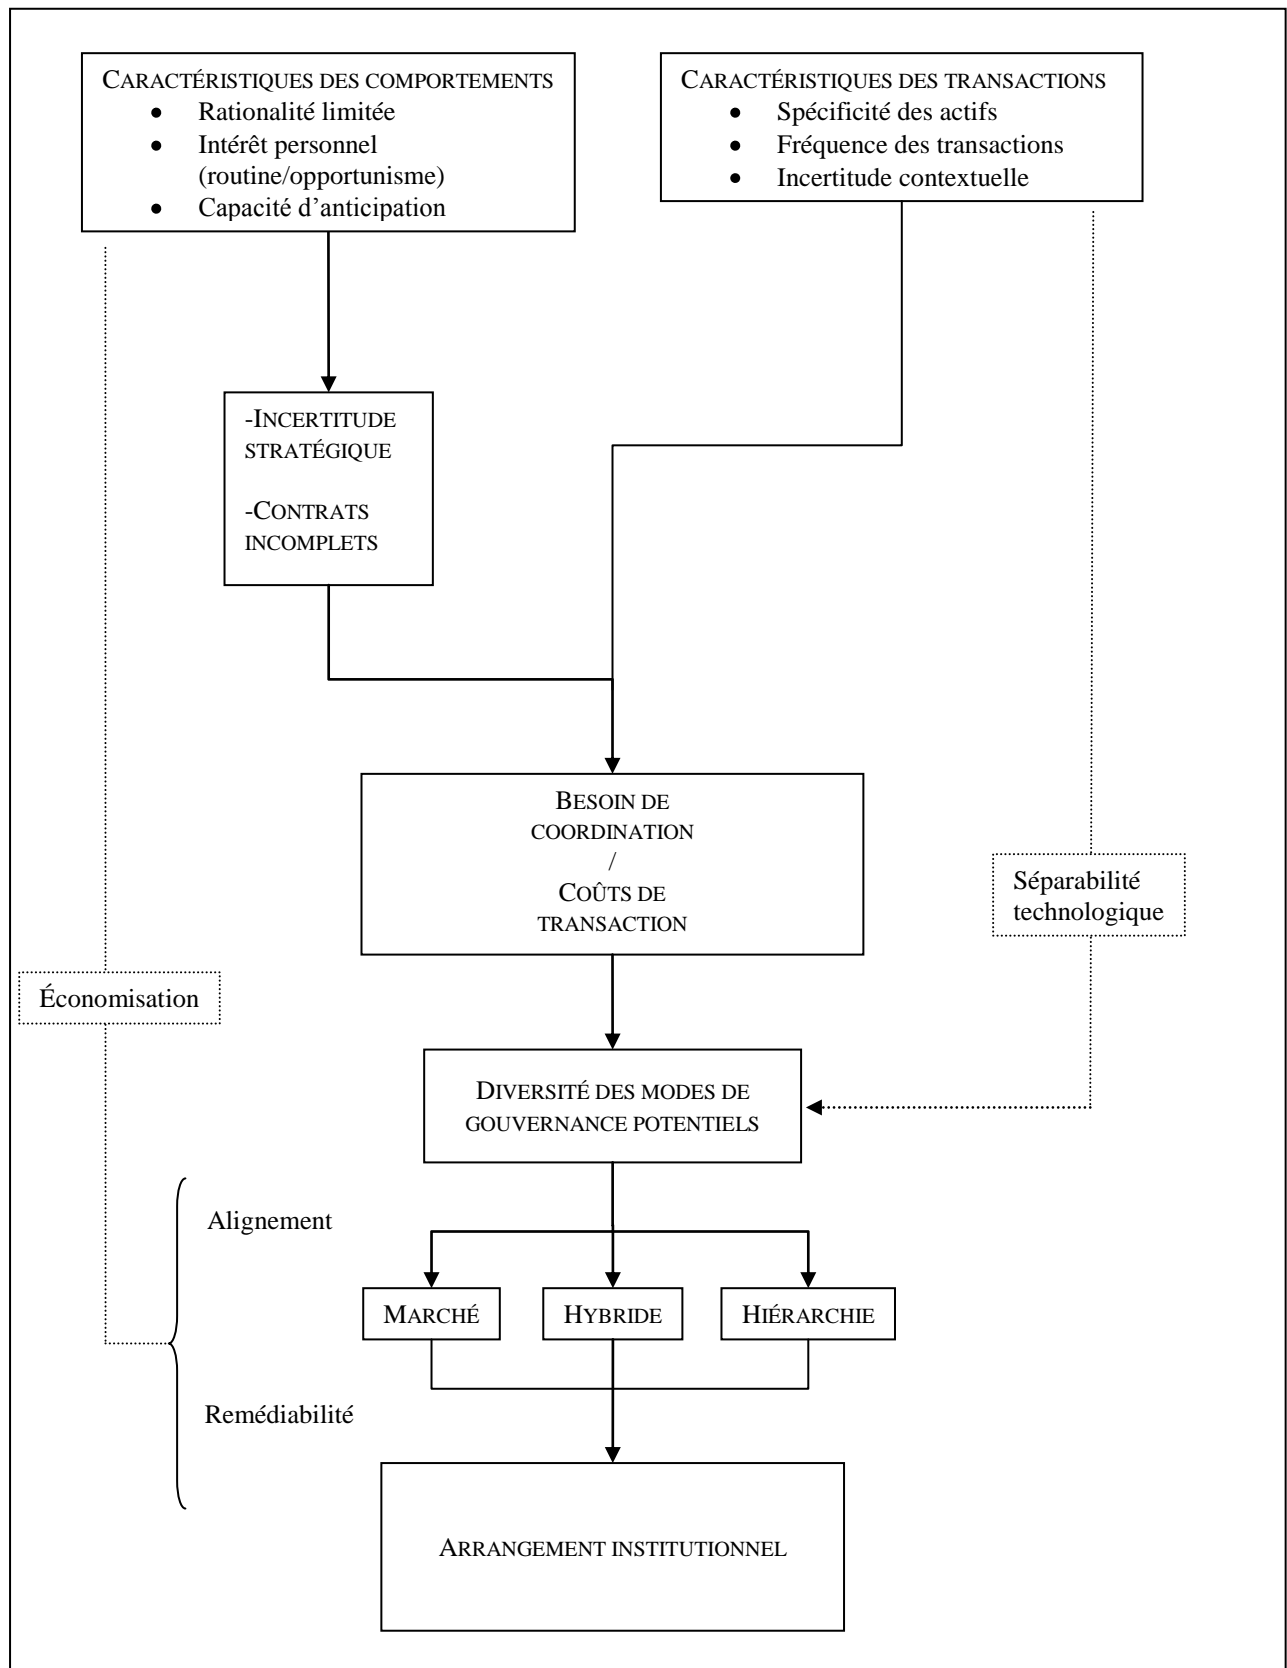 CARACTÉRISTIQUES DES COMPORTEMENTS
• Rationalité limitée
• Intérêt personnel
(routine/opportunisme)
• Capacité d’anticipation
CARACTÉRISTIQUES DES TRANSACTIONS
• Spécificité des actifs
• Fréquence des transactions
• Incertitude contextuelle
-INCERTITUDE
STRATÉGIQUE
-CONTRATS
INCOMPLETS
BESOIN DE
COORDINATION
/
COÛTS DE
TRANSACTION
Séparabilité
technologique
Économisation
DIVERSITÉ DES MODES DE
GOUVERNANCE POTENTIELS
Alignement
MARCHÉ
HYBRIDE
HIÉRARCHIE
Remédiabilité
ARRANGEMENT INSTITUTIONNEL